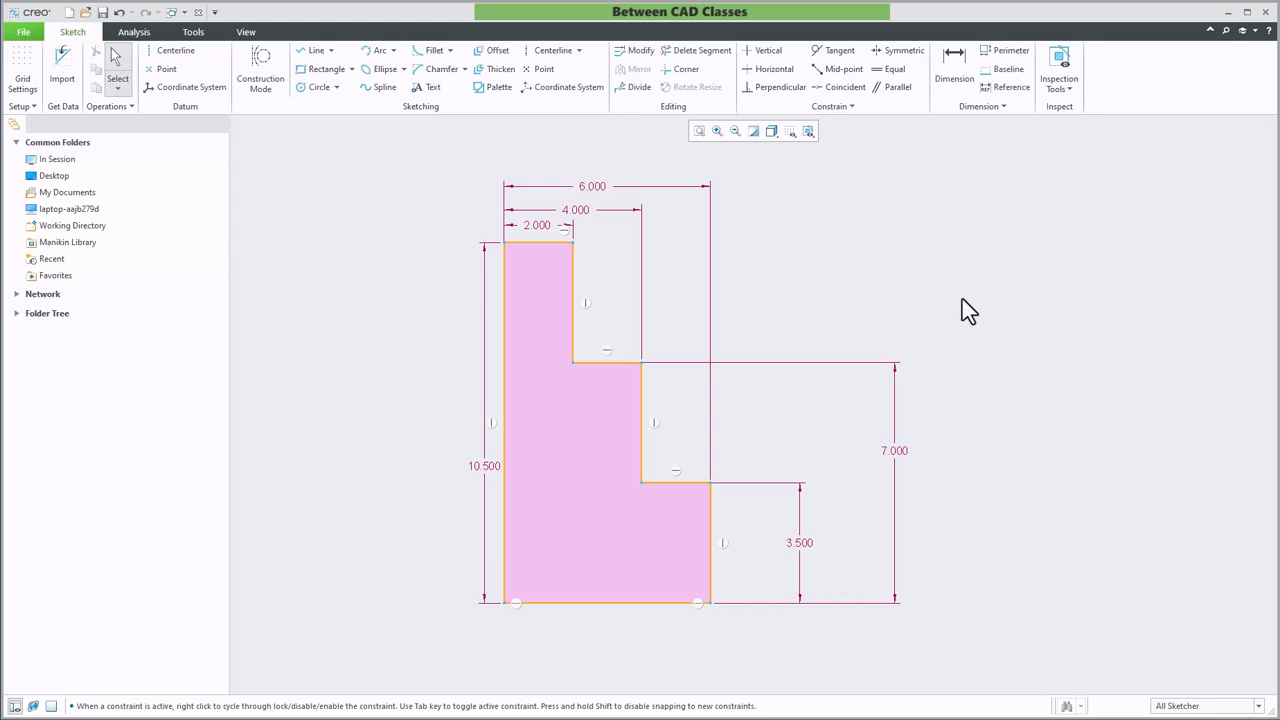 creo°
Between CAD Classes
File Sketch Analysis Tools View
Grid Settings
Setup
Import
Get Data
Select
Operations
Centerline
Point
Coordinate System
Datum
Construction Mode
Line Arc Fillet Offset Centerline
Rectangle Ellipse Chamfer Thicken Point
Circle Spline Text Palette Coordinate System
Sketching
Modify Delete Segment
Mirror Corner
Divide Rotate Resize
Editing
Vertical Tangent Symmetric
Horizontal Mid-point Equal
Perpendicular Coincident Parallel
Constrain
Dimension
Perimeter
Baseline
Reference
Dimension
Inspection Tools
Inspect
Common Folders
In Session
Desktop
My Documents
laptop-aajb279d
Working Directory
Manikin Library
Recent
Favorites
Network
Folder Tree
6.000
4.000
2.000
7.000
10.500
3.500
• When a constraint is active, right click to cycle through lock/disable/enable the constraint. Use Tab key to toggle active constraint. Press and hold Shift to disable snapping to new constraints.
All Sketcher